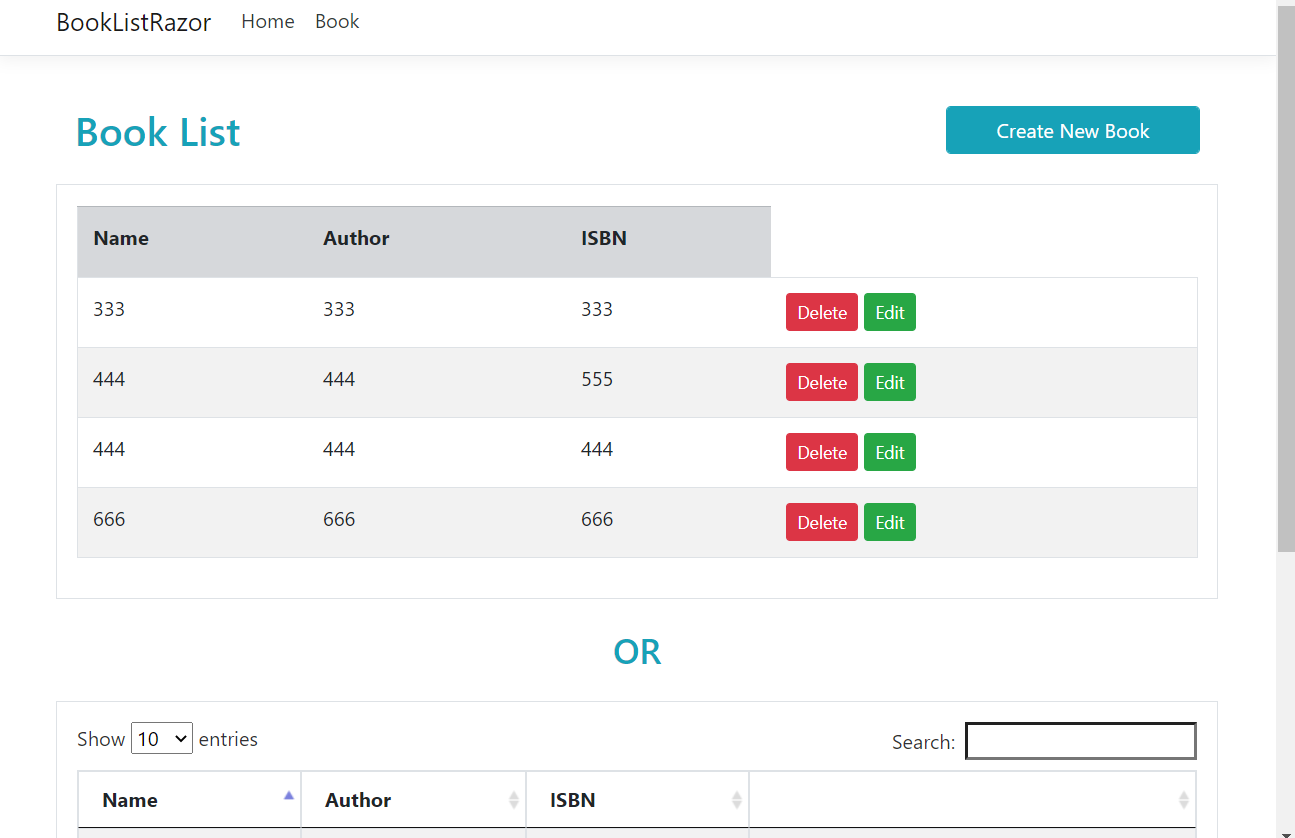 BookListRazor Home Book
Book List Create New Book
Name Author ISBN
333 333 333 Delete Edit
444 444 555 Delete Edit
444 444 444 Delete Edit
666 666 666 Delete Edit
OR
Show 10 entries Search:
Name Author ISBN